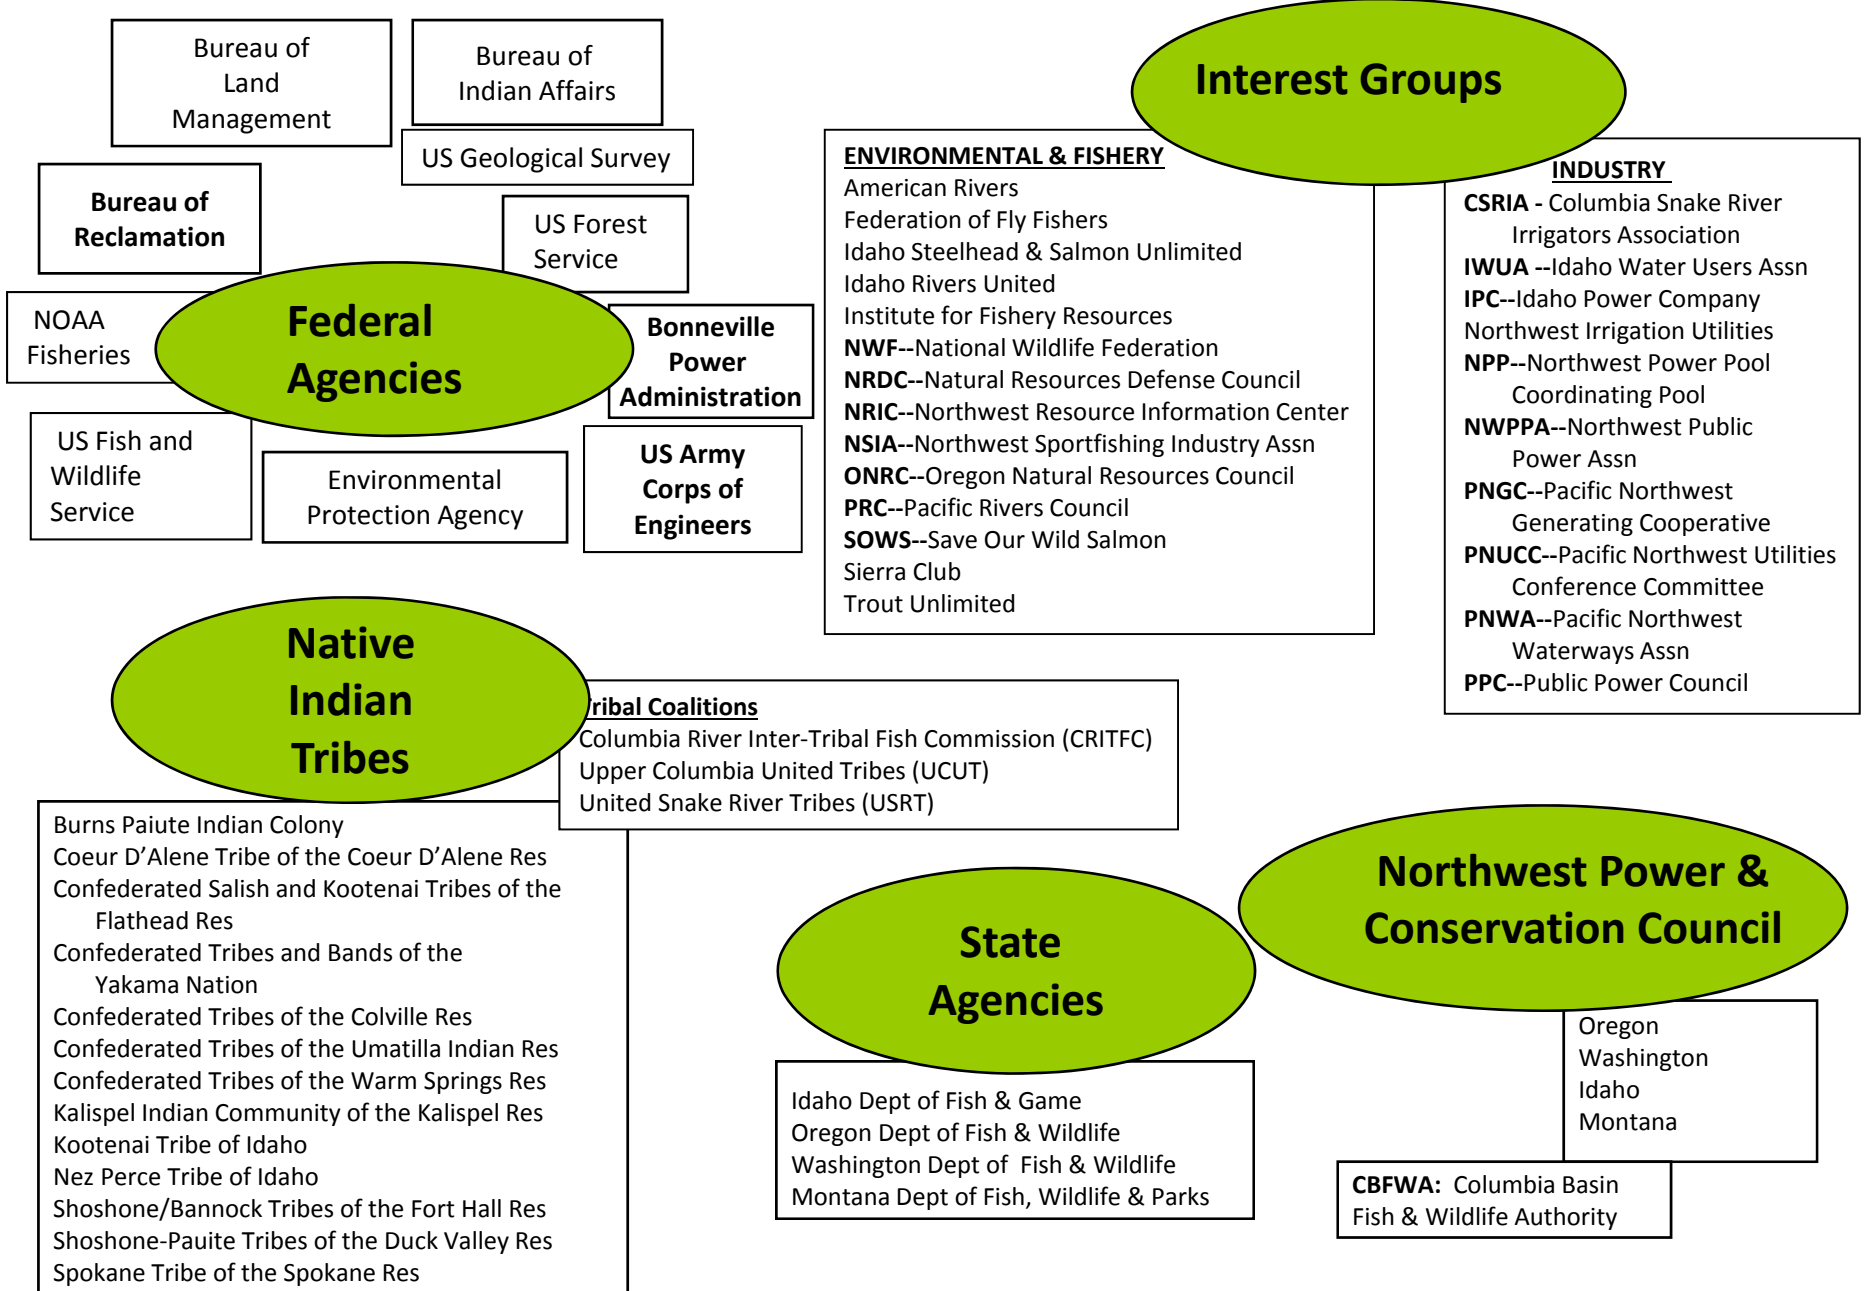 Bureau of
Land
Management
Bureau of
Indian Affairs
US Geological Survey
Bureau of
Reclamation
US Forest
Service
NOAA
Fisheries
Federal
Agencies
Bonneville
Power
Administration
US Fish and
Wildlife
Service
Environmental
Protection Agency
US Army
Corps of
Engineers
Interest Groups
ENVIRONMENTAL & FISHERY
American Rivers
Federation of Fly Fishers
Idaho Steelhead & Salmon Unlimited
Idaho Rivers United
Institute for Fishery Resources
NWF--National Wildlife Federation
NRDC--Natural Resources Defense Council
NRIC--Northwest Resource Information Center
NSIA--Northwest Sportfishing Industry Assn
ONRC--Oregon Natural Resources Council
PRC--Pacific Rivers Council
SOWS--Save Our Wild Salmon
Sierra Club
Trout Unlimited
INDUSTRY
CSRIA - Columbia Snake River
Irrigators Association
IWUA --Idaho Water Users Assn
IPC--Idaho Power Company
Northwest Irrigation Utilities
NPP--Northwest Power Pool
Coordinating Pool
NWPPA--Northwest Public
Power Assn
PNGC--Pacific Northwest
Generating Cooperative
PNUCC--Pacific Northwest Utilities
Conference Committee
PNWA--Pacific Northwest
Waterways Assn
PPC--Public Power Council
Native
Indian
Tribes
Tribal Coalitions
Columbia River Inter-Tribal Fish Commission (CRITFC)
Upper Columbia United Tribes (UCUT)
United Snake River Tribes (USRT)
Burns Paiute Indian Colony
Coeur D’Alene Tribe of the Coeur D’Alene Res
Confederated Salish and Kootenai Tribes of the
Flathead Res
Confederated Tribes and Bands of the
Yakama Nation
Confederated Tribes of the Colville Res
Confederated Tribes of the Umatilla Indian Res
Confederated Tribes of the Warm Springs Res
Kalispel Indian Community of the Kalispel Res
Kootenai Tribe of Idaho
Nez Perce Tribe of Idaho
Shoshone/Bannock Tribes of the Fort Hall Res
Shoshone-Pauite Tribes of the Duck Valley Res
Spokane Tribe of the Spokane Res
State
Agencies
Idaho Dept of Fish & Game
Oregon Dept of Fish & Wildlife
Washington Dept of Fish & Wildlife
Montana Dept of Fish, Wildlife & Parks
Northwest Power &
Conservation Council
Oregon
Washington
Idaho
Montana
CBFWA: Columbia Basin
Fish & Wildlife Authority